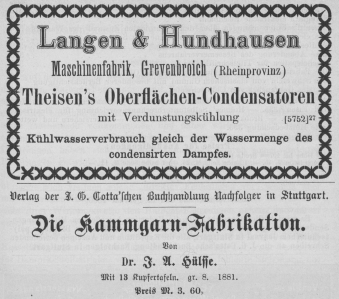 Langen & Hundhausen
Maschinenfabrik, Grevenbroich (Rheinprovinz)
Theisen's Oberflächen-Condensatoren
mit Verdunstungskühlung [5752]27
Kühlwasserverbrauch gleich der Wassermenge des
condensirten Dampfes.
Verlag der J. G. Cotta'schen Buchhandlung Nachfolger in Stuttgart.
Die Kammgarn-Fabrikation.
Von
Dr. J. A. Hülsse.
Mit 13 Kupfertafeln. gr. 8. 1861.
Preis M. 3. 60.